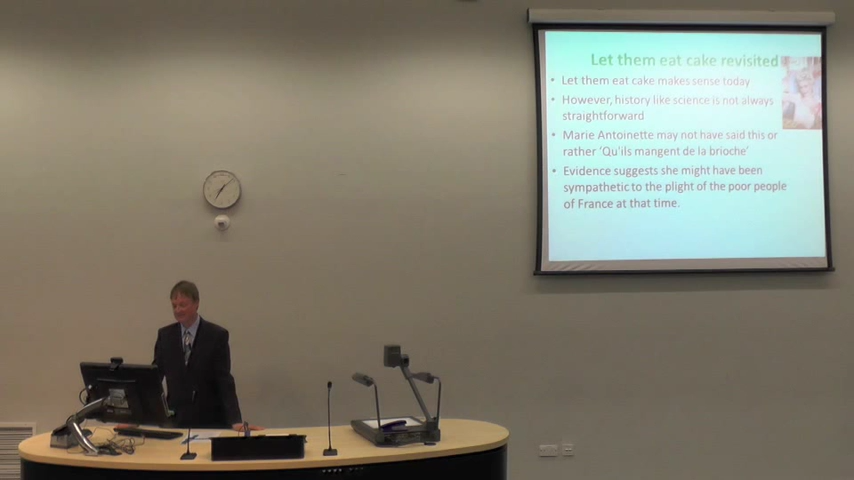 Let them eat cake revisited
• Let them eat cake makes sense today
• However, history like science is not always
straightforward
• Marie Antoinette may not have said this or
rather 'Qu'ils mangent de la brioche'
• Evidence suggests she might have been
sympathetic to the plight of the poor people
of France at that time.